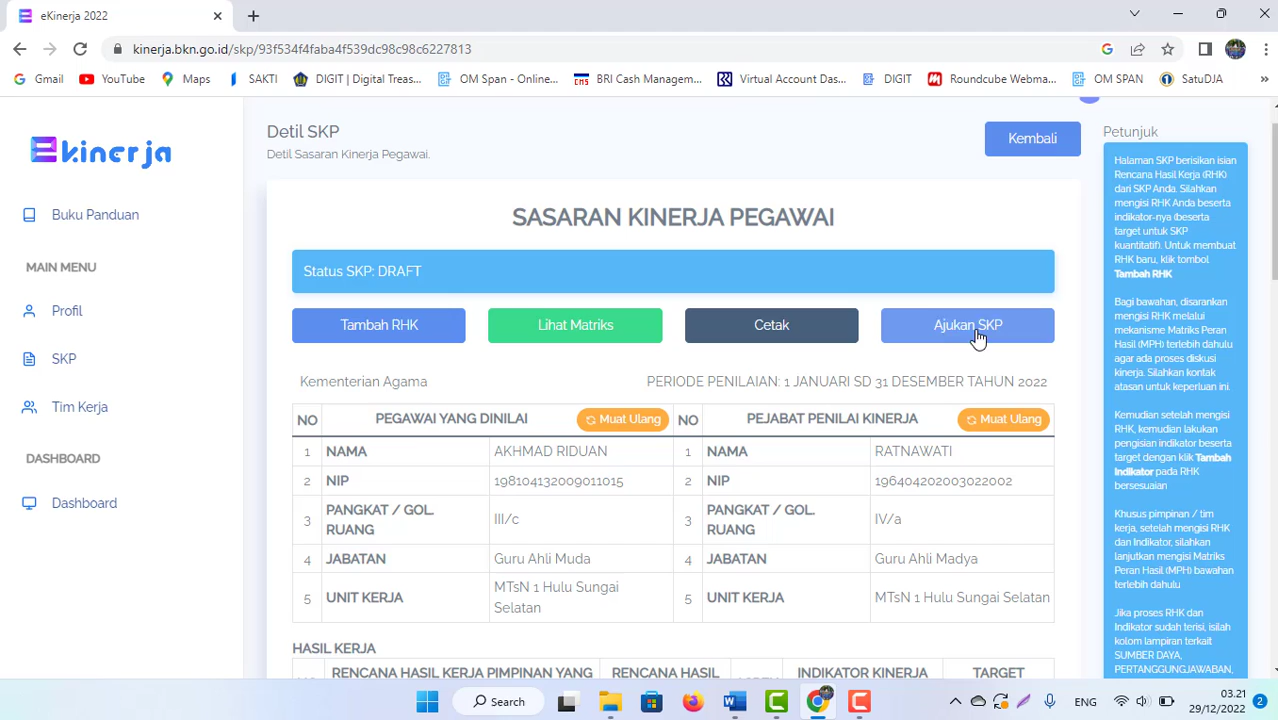 eKinerja 2022
kinerja.bkn.go.id/skp/93f534f4faba4f539dc98c98c6227813
Gmail
YouTube
Maps
SAKTI
DIGIT | Digital Treas...
OM Span - Online...
BRI Cash Managem...
Virtual Account Das...
DIGIT
Roundcube Webma...
OM SPAN
SatuDJA
ekinerja
Buku Panduan
MAIN MENU
Profil
SKP
Tim Kerja
DASHBOARD
Dashboard
Detil SKP
Detil Sasaran Kinerja Pegawai.
Kembali
SASARAN KINERJA PEGAWAI
Status SKP: DRAFT
Tambah RHK
Lihat Matriks
Cetak
Ajukan SKP
Kementerian Agama
PERIODE PENILAIAN: 1 JANUARI SD 31 DESEMBER TAHUN 2022
NO PEGAWAI YANG DINILAI Muat Ulang NO PEJABAT PENILAI KINERJA Muat Ulang
1 NAMA AKHMAD RIDUAN 1 NAMA RATNAWATI
2 NIP 198104132009011015 2 NIP 196404202003022002
3 PANGKAT / GOL. RUANG III/c 3 PANGKAT / GOL. RUANG IV/a
4 JABATAN Guru Ahli Muda 4 JABATAN Guru Ahli Madya
5 UNIT KERJA MTsN 1 Hulu Sungai Selatan 5 UNIT KERJA MTsN 1 Hulu Sungai Selatan
HASIL KERJA
RENCANA HASIL KERJA PIMPINAN YANG
RENCANA HASIL
INDIKATOR KINERJA
TARGET
Petunjuk
Halaman SKP berisikan isian
Rencana Hasil Kerja (RHK)
dari SKP Anda. Silahkan
mengisi RHK Anda beserta
indikator-nya (beserta
target untuk SKP
kuantitatif). Untuk membuat
RHK baru, klik tombol
Tambah RHK
Bagi bawahan, disarankan
mengisi RHK melalui
mekanisme Matriks Peran
Hasil (MPH) terlebih dahulu
agar ada proses diskusi
kinerja. Silahkan kontak
atasan untuk keperluan ini.
Kemudian setelah mengisi
RHK, kemudian lakukan
pengisian indikator beserta
target dengan klik Tambah
Indikator pada RHK
bersesuaian
Khusus pimpinan / tim
kerja, setelah mengisi RHK
dan Indikator, silahkan
lanjutkan mengisi Matriks
Peran Hasil (MPH) bawahan
terlebih dahulu
Jika proses RHK dan
Indikator sudah terisi, isilah
kolom lampiran terkait
SUMBER DAYA,
PERTANGGUNGJAWABAN,
Search
ENG
03.21
29/12/2022
2